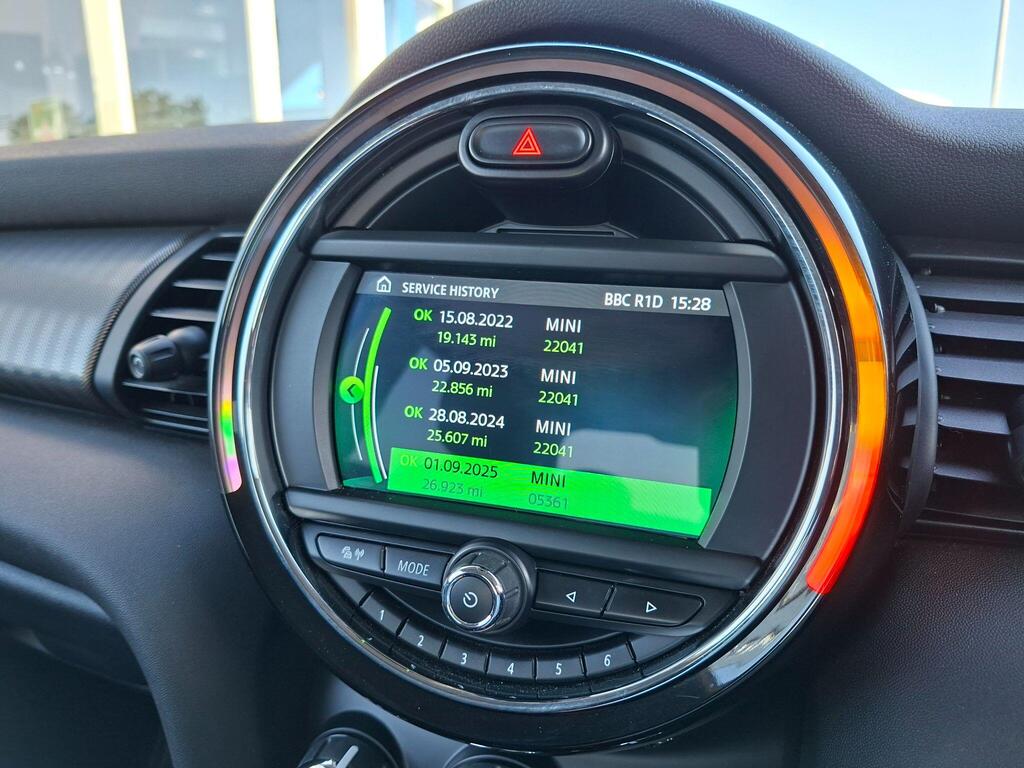 SERVICE HISTORY BBC R1D 15:28
OK 15.08.2022 MINI
19.143 mi 22041
OK 05.09.2023 MINI
22.856 mi 22041
OK 28.08.2024 MINI
25.607 mi 22041
OK 01.09.2025 MINI
26.923 mi 05361
MODE
1 2 3 4 5 6